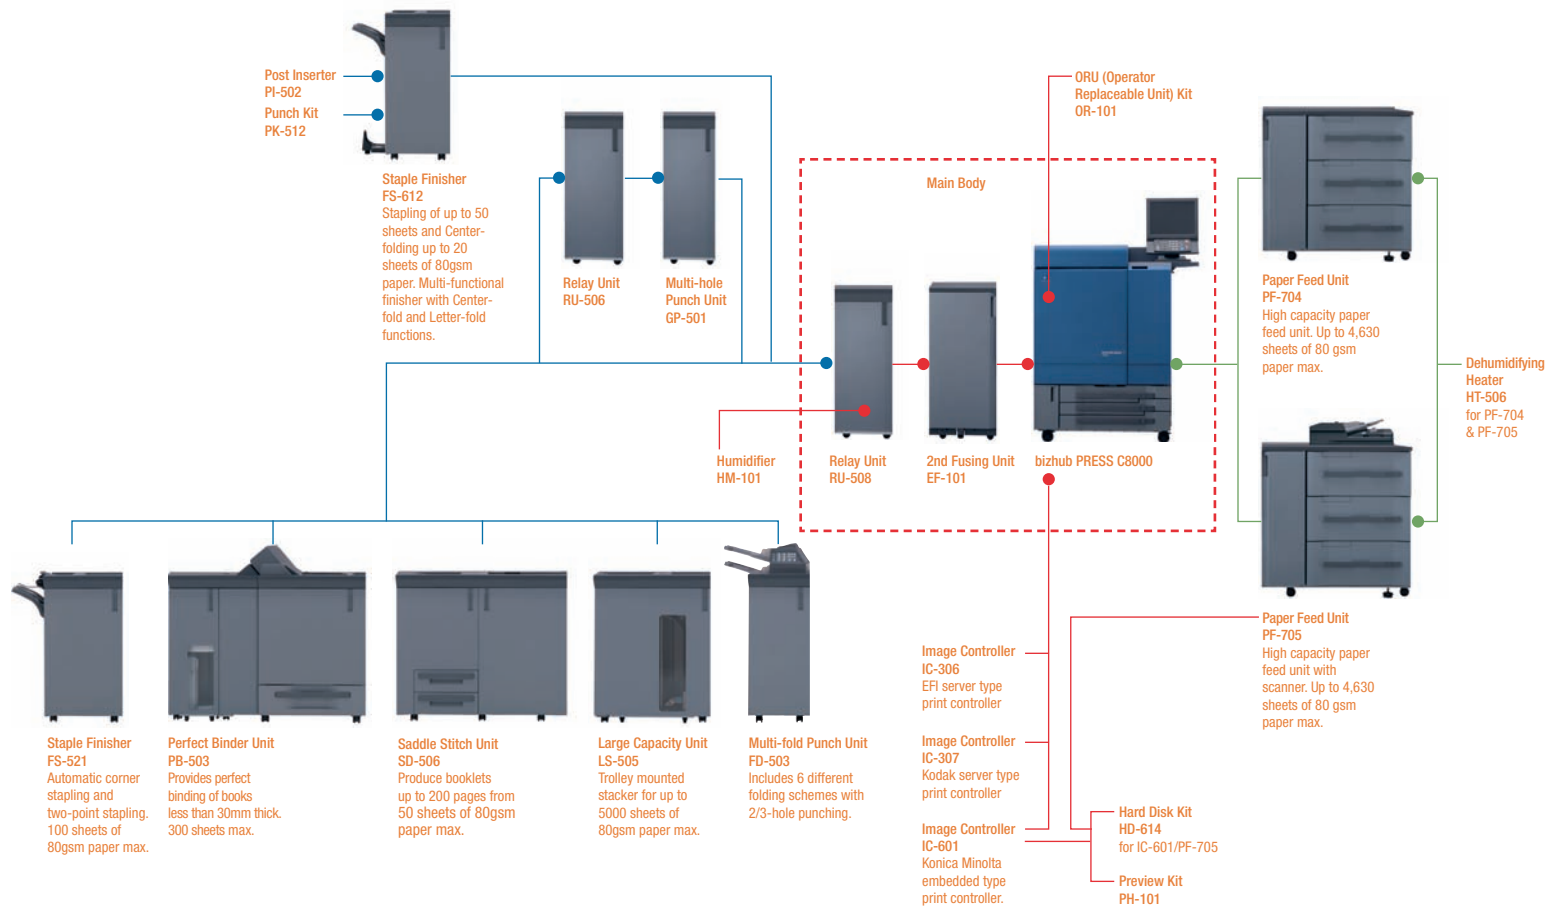 Post Inserter
PI-502
Punch Kit
PK-512
Staple Finisher
FS-612
Stapling of up to 50
sheets and Center-
folding up to 20
sheets of 80gsm
paper. Multi-functional
finisher with Center-
fold and Letter-fold
functions.
Relay Unit
RU-506
Multi-hole
Punch Unit
GP-501
ORU (Operator
Replaceable Unit) Kit
OR-101
Main Body
Humidifier
HM-101
Relay Unit
RU-508
2nd Fusing Unit
EF-101
bizhub PRESS C8000
Paper Feed Unit
PF-704
High capacity paper
feed unit. Up to 4,630
sheets of 80 gsm
paper max.
Dehumidifying
Heater
HT-506
for PF-704
& PF-705
Paper Feed Unit
PF-705
High capacity paper
feed unit with
scanner. Up to 4,630
sheets of 80 gsm
paper max.
Staple Finisher
FS-521
Automatic corner
stapling and
two-point stapling.
100 sheets of
80gsm paper max.
Perfect Binder Unit
PB-503
Provides perfect
binding of books
less than 30mm thick.
300 sheets max.
Saddle Stitch Unit
SD-506
Produce booklets
up to 200 pages from
50 sheets of 80gsm
paper max.
Large Capacity Unit
LS-505
Trolley mounted
stacker for up to
5000 sheets of
80gsm paper max.
Multi-fold Punch Unit
FD-503
Includes 6 different
folding schemes with
2/3-hole punching.
Image Controller
IC-306
EFI server type
print controller
Image Controller
IC-307
Kodak server type
print controller
Image Controller
IC-601
Konica Minolta
embedded type
print controller.
Hard Disk Kit
HD-614
for IC-601/PF-705
Preview Kit
PH-101